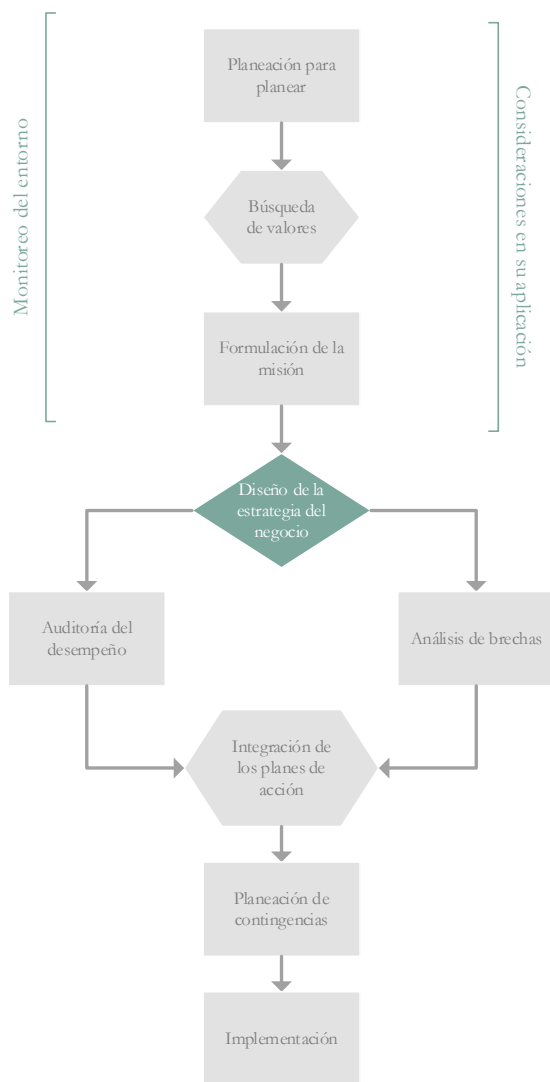 Monitoreo del entorno
Consideraciones en su aplicación
Planeación para
planear
Búsqueda
de valores
Formulación de la
misión
Diseño de la
estrategia del
negocio
Auditoría del
desempeño
Análisis de brechas
Integración de
los planes de
acción
Planeación de
contingencias
Implementación